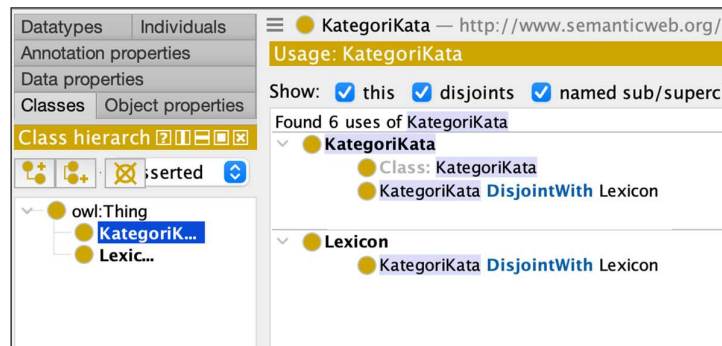 Datatypes Individuals
Annotation properties
Data properties
Classes Object properties
Class hierarch
sserted
owl:Thing
KategoriK...
Lexic...
KategoriKata — http://www.semanticweb.org/
Usage: KategoriKata
Show: this disjoints named sub/superc
Found 6 uses of KategoriKata
KategoriKata
Class: KategoriKata
KategoriKata DisjointWith Lexicon
Lexicon
KategoriKata DisjointWith Lexicon